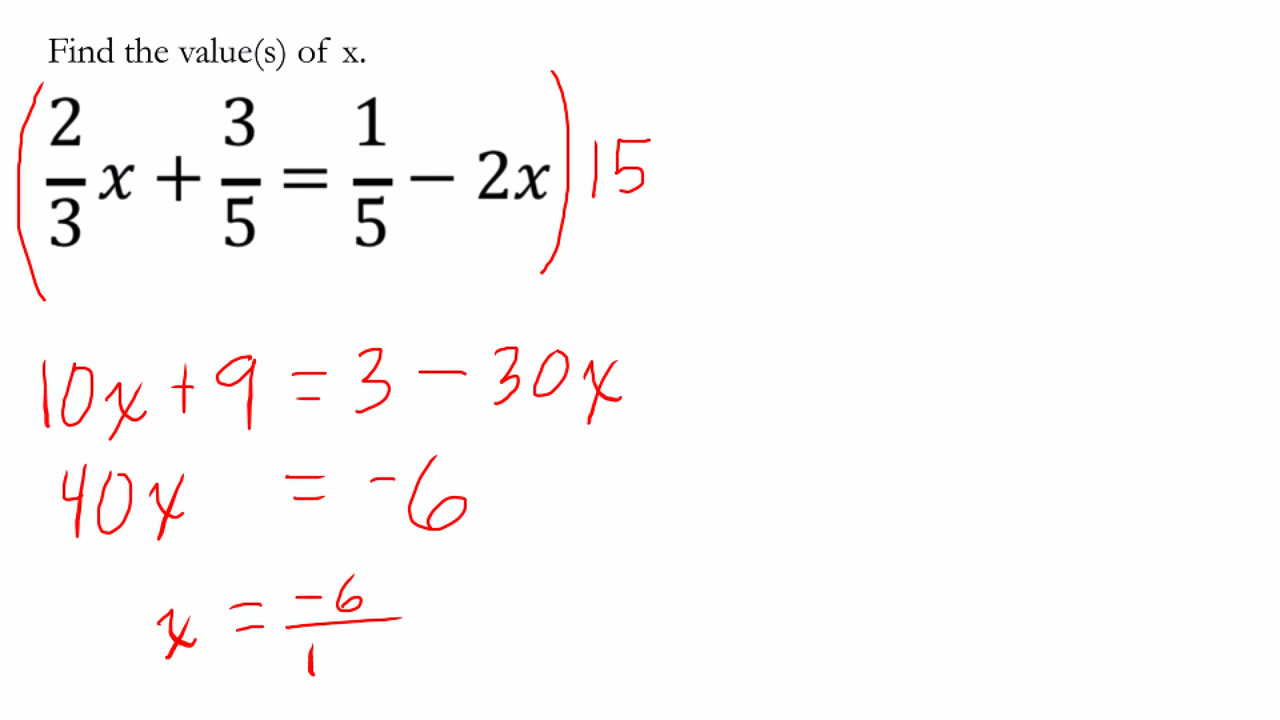 Find the value(s) of x.
(2/3 x + 3/5 = 1/5 − 2x) 15
10x + 9 = 3 − 30x
40x = -6
x = -6/1